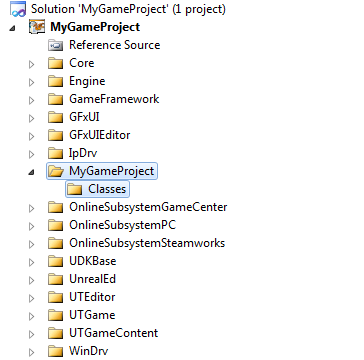 Solution 'MyGameProject' (1 project)
MyGameProject
Reference Source
Core
Engine
GameFramework
GFxUI
GFxUIEditor
IpDrv
MyGameProject
Classes
OnlineSubsystemGameCenter
OnlineSubsystemPC
OnlineSubsystemSteamworks
UDKBase
UnrealEd
UTEditor
UTGame
UTGameContent
WinDrv